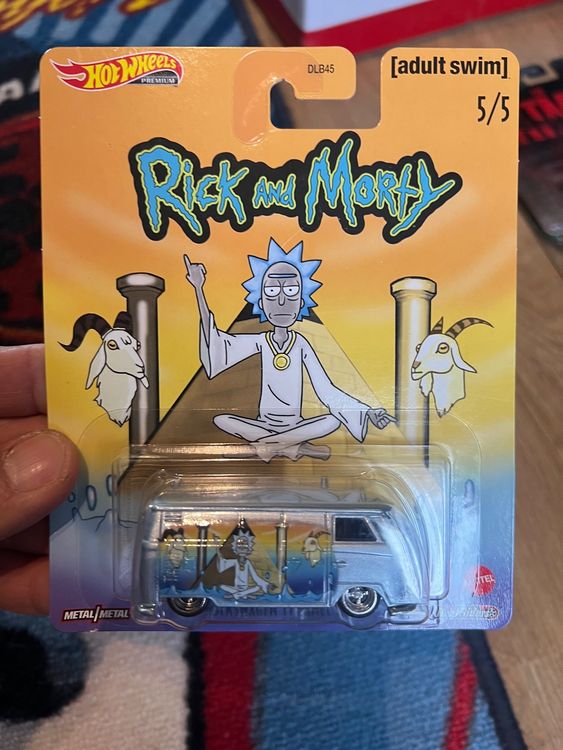 HOT WHEELS
PREMIUM
DLB45
[adult swim]
5/5
RICK AND MORTY
METAL/METAL
MATTEL